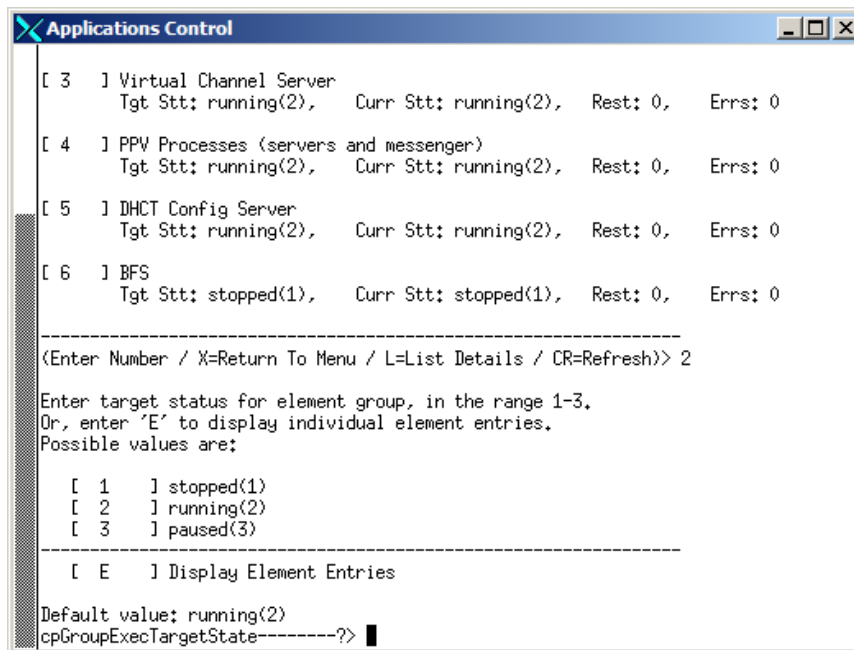 Applications Control
[ 3   ] Virtual Channel Server
Tgt Stt: running(2),    Curr Stt: running(2),   Rest: 0,    Errs: 0
[ 4   ] PPV Processes (servers and messenger)
Tgt Stt: running(2),    Curr Stt: running(2),   Rest: 0,    Errs: 0
[ 5   ] DHCT Config Server
Tgt Stt: running(2),    Curr Stt: running(2),   Rest: 0,    Errs: 0
[ 6   ] BFS
Tgt Stt: stopped(1),    Curr Stt: stopped(1),   Rest: 0,    Errs: 0
------------------------------------------------------------------
(Enter Number / X=Return To Menu / L=List Details / CR=Refresh)> 2
Enter target status for element group, in the range 1-3.
Or, enter 'E' to display individual element entries.
Possible values are:
[  1    ] stopped(1)
[  2    ] running(2)
[  3    ] paused(3)
------------------------------------------------------------------
[  E    ] Display Element Entries
Default value: running(2)
cpGroupExecTargetState--------?>